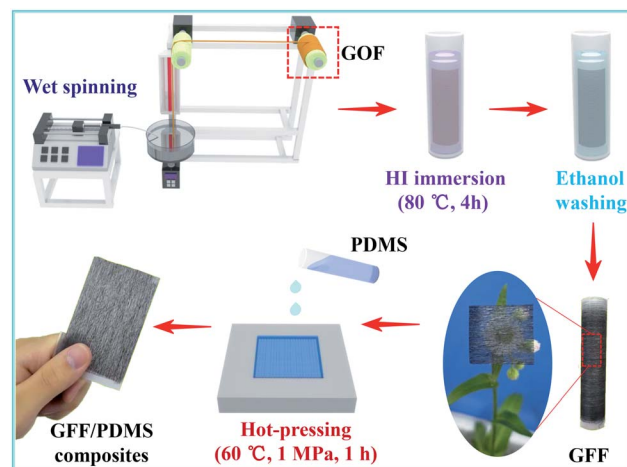 GOF
Wet spinning
HI immersion
(80 ℃, 4h)
Ethanol
washing
PDMS
GFF/PDMS
composites
Hot-pressing
(60 ℃, 1 MPa, 1 h)
GFF